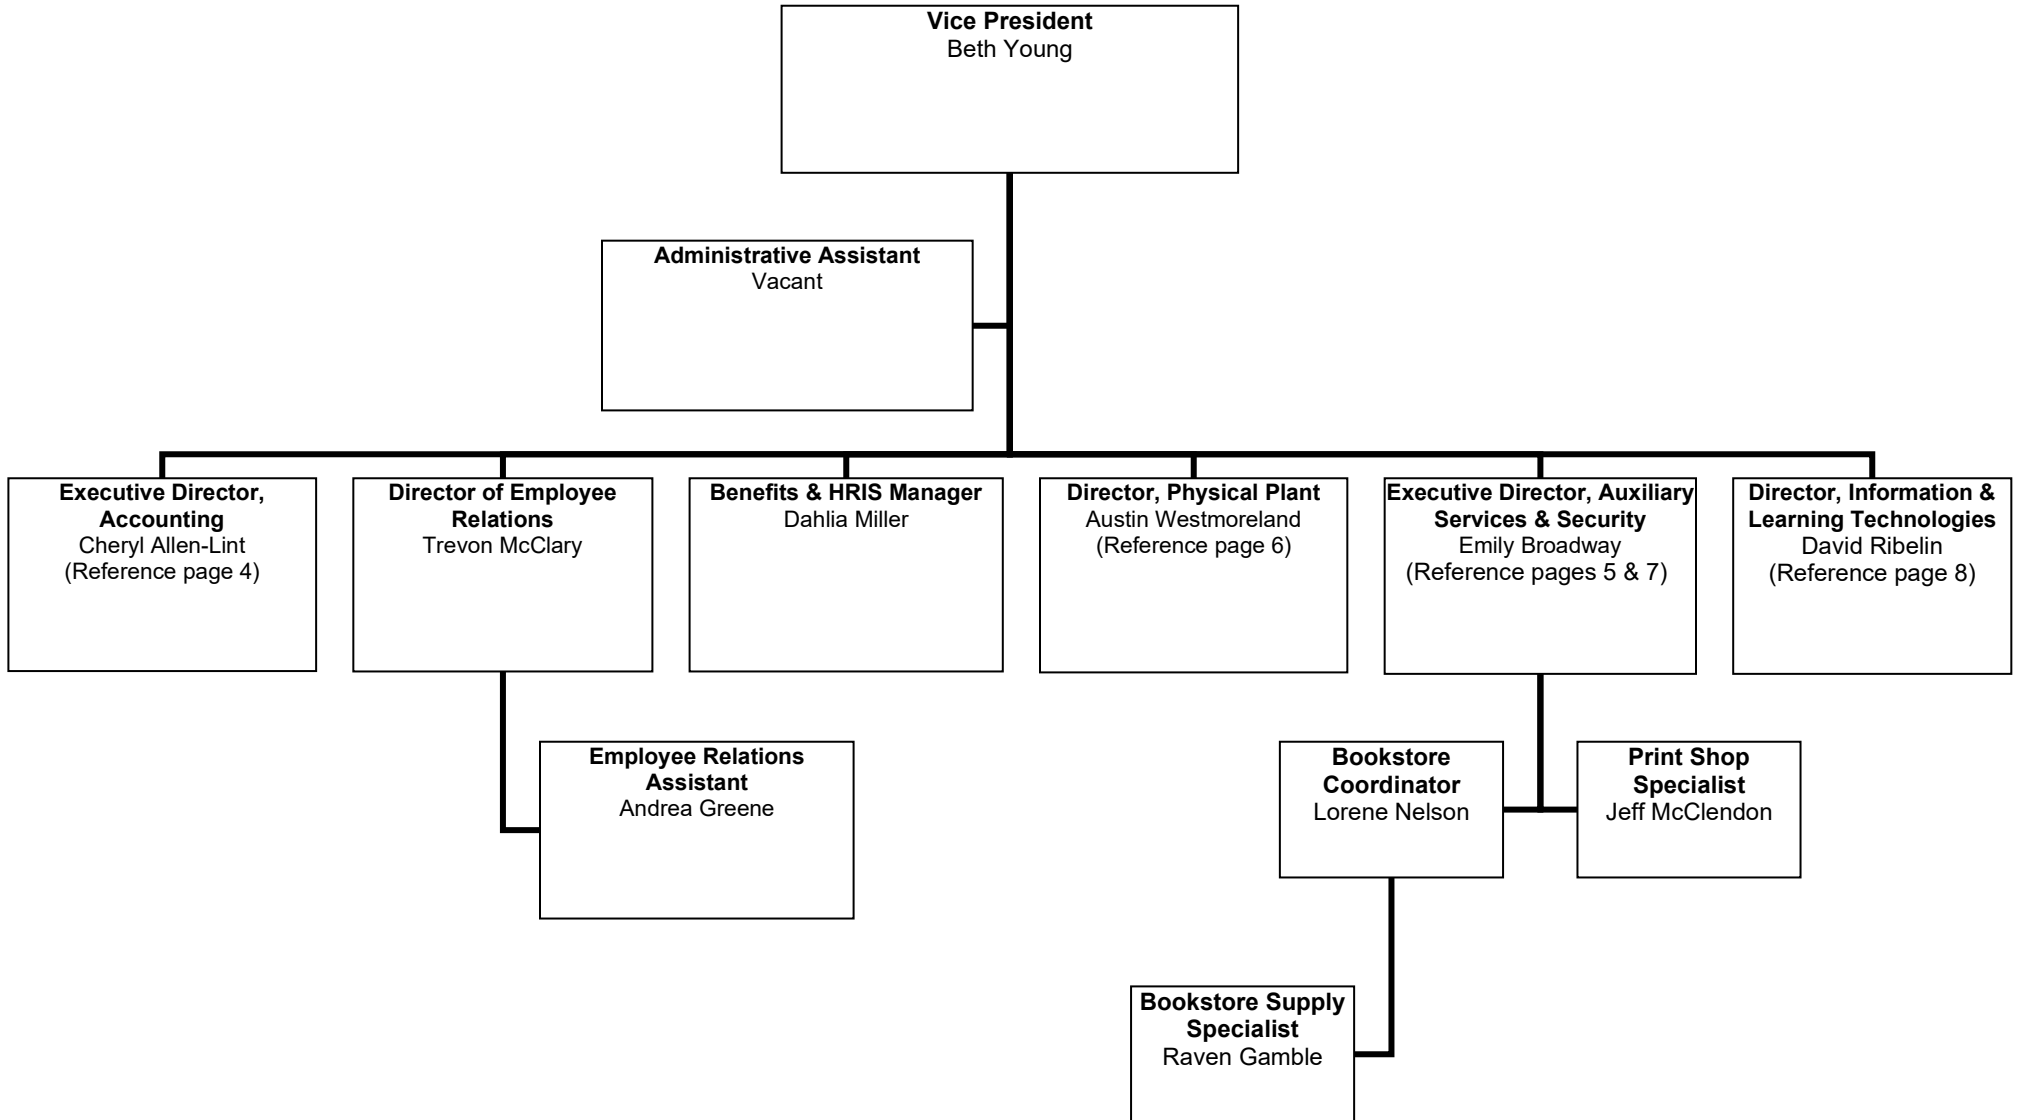 Vice President
Beth Young
Administrative Assistant
Vacant
Executive Director,
Accounting
Cheryl Allen-Lint
(Reference page 4)
Director of Employee
Relations
Trevon McClary
Benefits & HRIS Manager
Dahlia Miller
Director, Physical Plant
Austin Westmoreland
(Reference page 6)
Executive Director, Auxiliary
Services & Security
Emily Broadway
(Reference pages 5 & 7)
Director, Information &
Learning Technologies
David Ribelin
(Reference page 8)
Employee Relations
Assistant
Andrea Greene
Bookstore
Coordinator
Lorene Nelson
Print Shop
Specialist
Jeff McClendon
Bookstore Supply
Specialist
Raven Gamble